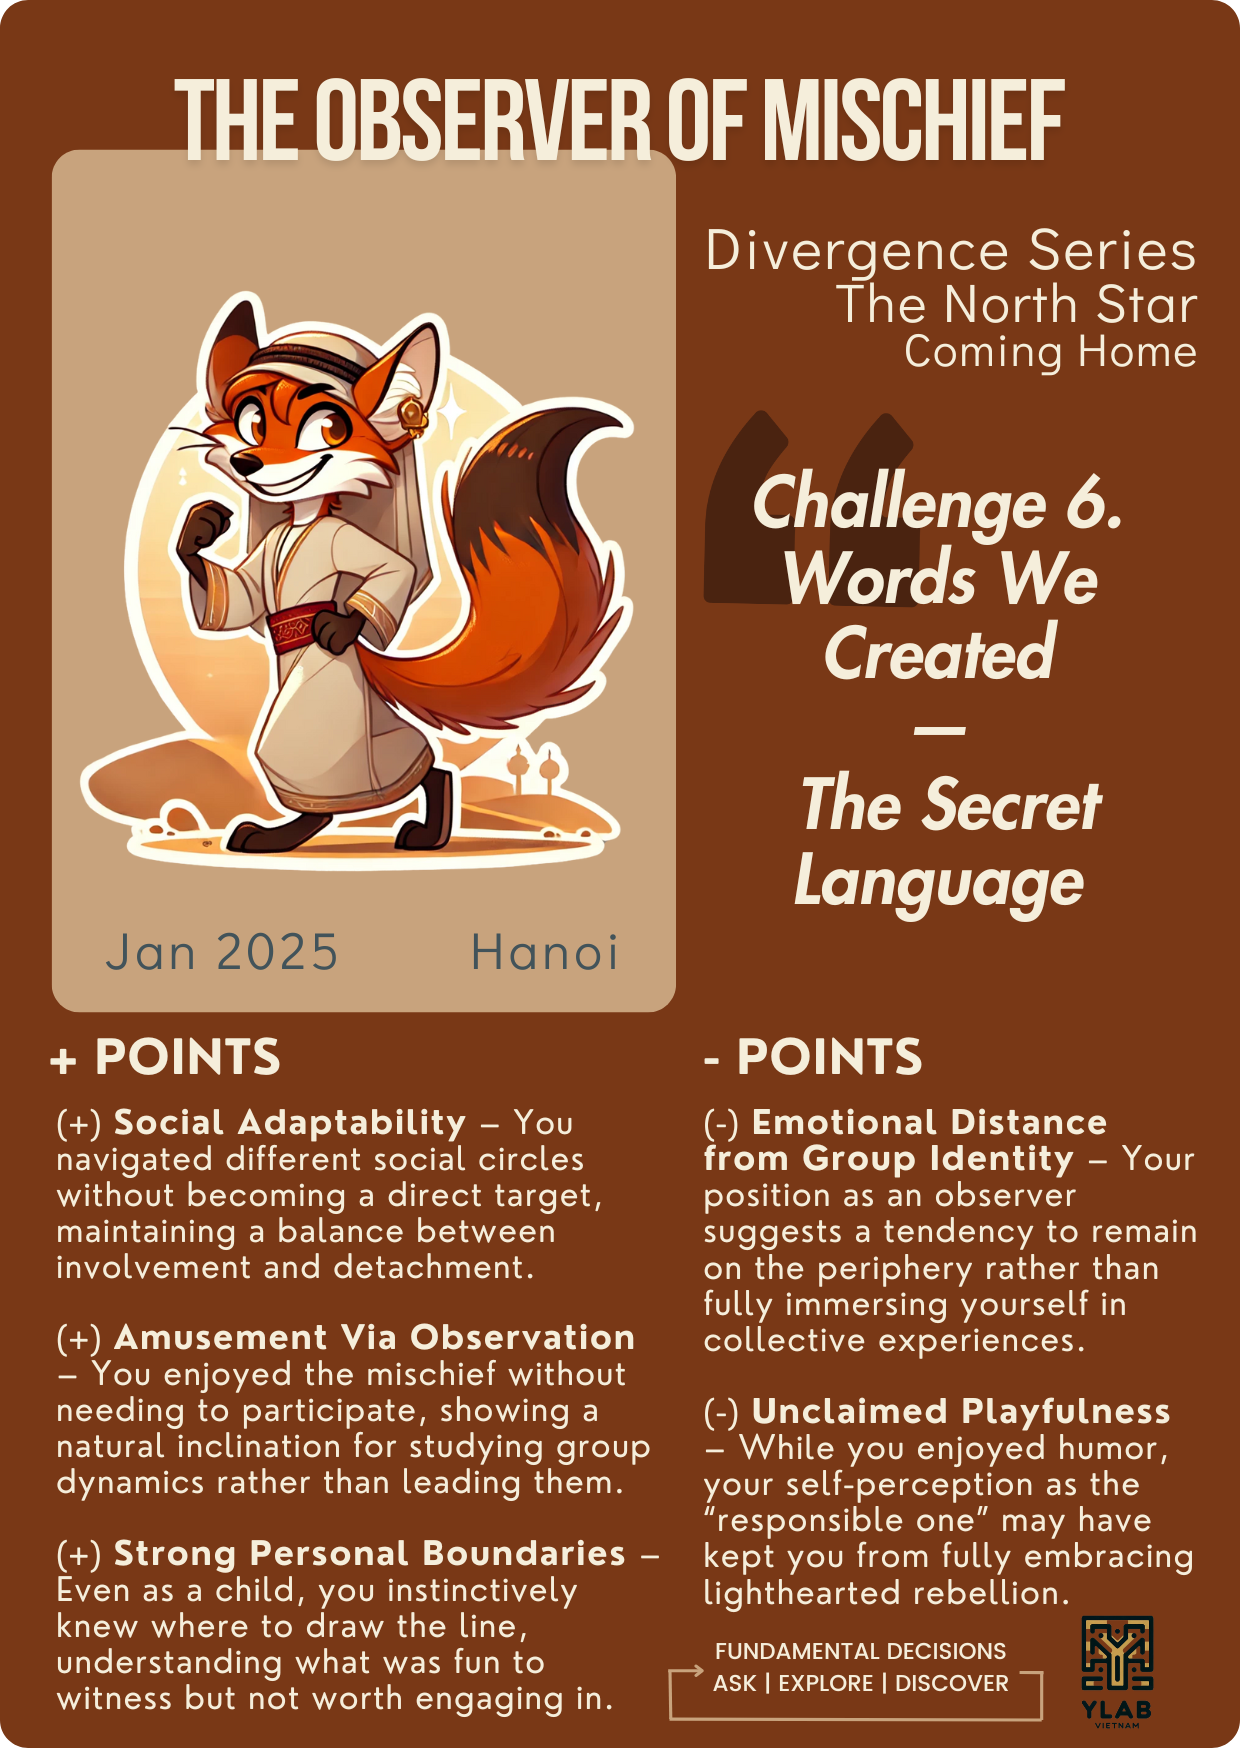 THE OBSERVER OF MISCHIEF
Divergence Series
The North Star
Coming Home
Challenge 6.
Words We
Created
—
The Secret
Language
Jan 2025 Hanoi
+ POINTS
(+) Social Adaptability – You
navigated different social circles
without becoming a direct target,
maintaining a balance between
involvement and detachment.
(+) Amusement Via Observation
– You enjoyed the mischief without
needing to participate, showing a
natural inclination for studying group
dynamics rather than leading them.
(+) Strong Personal Boundaries –
Even as a child, you instinctively
knew where to draw the line,
understanding what was fun to
witness but not worth engaging in.
- POINTS
(-) Emotional Distance
from Group Identity – Your
position as an observer
suggests a tendency to remain
on the periphery rather than
fully immersing yourself in
collective experiences.
(-) Unclaimed Playfulness
– While you enjoyed humor,
your self-perception as the
“responsible one” may have
kept you from fully embracing
lighthearted rebellion.
FUNDAMENTAL DECISIONS
ASK | EXPLORE | DISCOVER
YLAB
VIETNAM